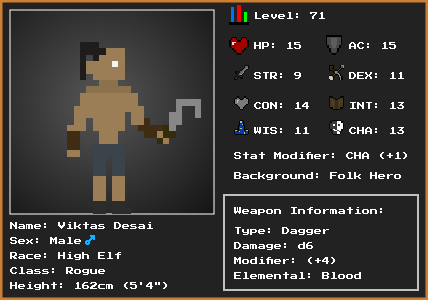 Level: 71
HP: 15
AC: 15
STR: 9
DEX: 11
CON: 14
INT: 13
WIS: 11
CHA: 13
Stat Modifier: CHA (+1)
Background: Folk Hero
Name: Viktas Desai
Sex: Male ♂
Race: High Elf
Class: Rogue
Height: 162cm (5'4")
Weapon Information:
Type: Dagger
Damage: d6
Modifier: (+4)
Elemental: Blood